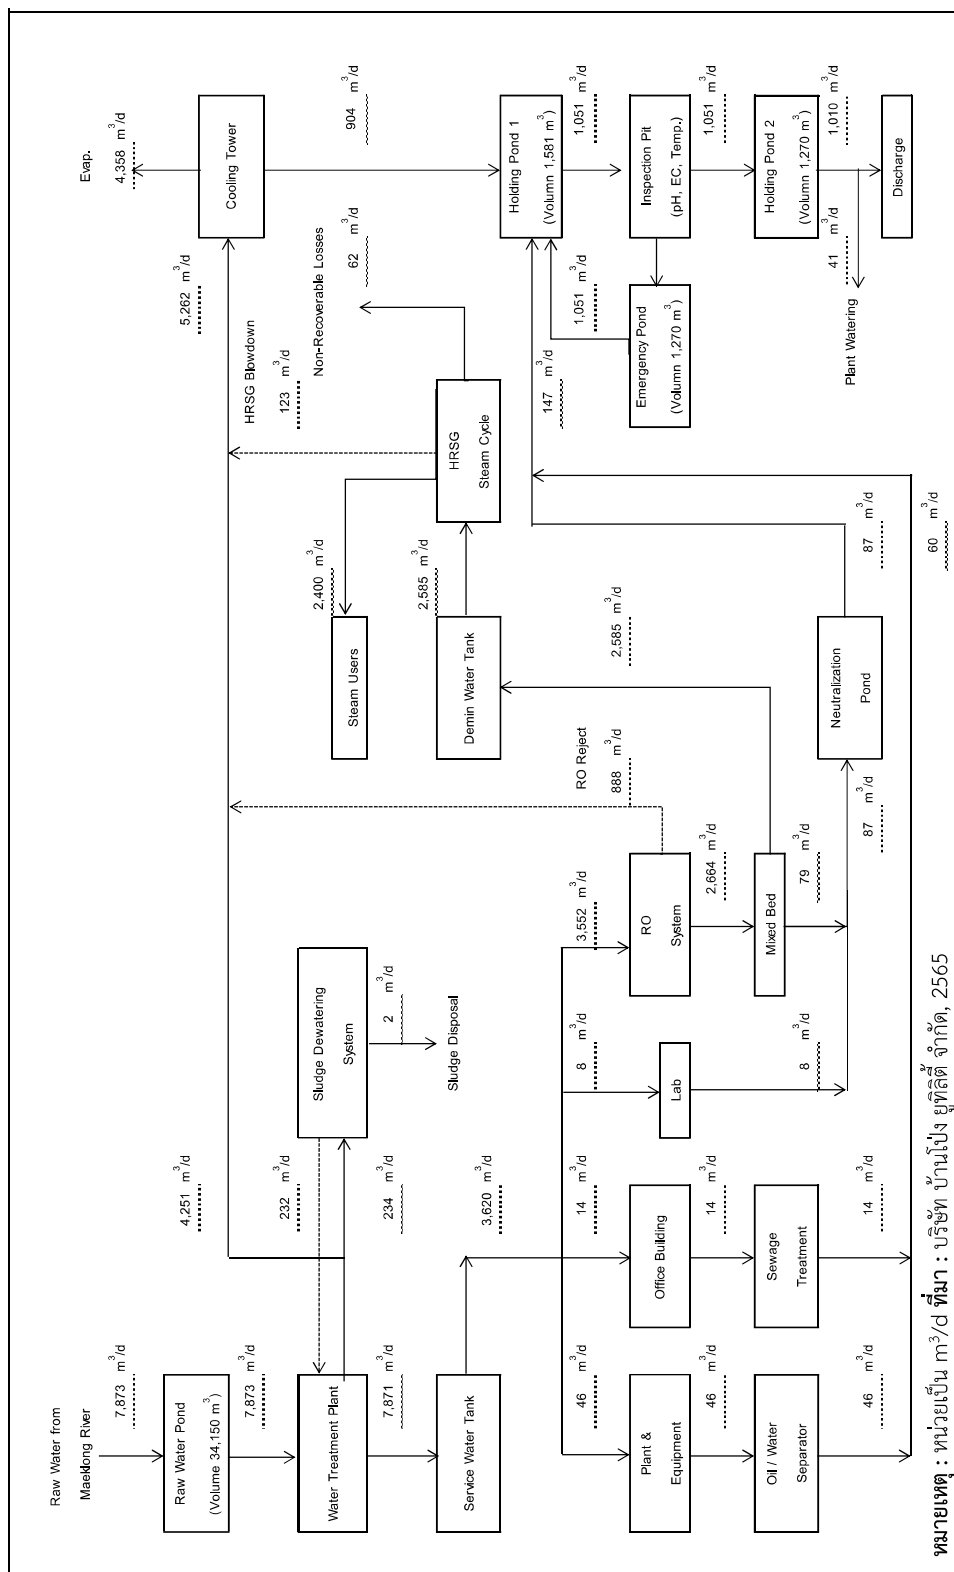 Raw Water from
Maeklong River
7,873 m³/d
Raw Water Pond
(Volume 34,150 m³)
7,873 m³/d
Water Treatment Plant
7,871 m³/d
Service Water Tank
4,251 m³/d
232 m³/d
234 m³/d
3,620 m³/d
Sludge Dewatering
System
2 m³/d
Sludge Disposal
46 m³/d
Plant &
Equipment
46 m³/d
Oil / Water
Separator
46 m³/d
14 m³/d
Office Building
14 m³/d
Sewage
Treatment
14 m³/d
8 m³/d
Lab
8 m³/d
3,552 m³/d
RO
System
2,664 m³/d
Mixed Bed
79 m³/d
87 m³/d
RO Reject
888 m³/d
2,585 m³/d
Neutralization
Pond
87 m³/d
60 m³/d
Steam Users
2,400 m³/d
Demin Water Tank
2,585 m³/d
HRSG
Steam Cycle
HRSG Blowdown
123 m³/d
Non-Recoverable Losses
62 m³/d
5,262 m³/d
Evap.
4,358 m³/d
Cooling Tower
904 m³/d
147 m³/d
Holding Pond 1
(Volumn 1,581 m³)
1,051 m³/d
1,051 m³/d
Emergency Pond
(Volumn 1,270 m³)
Inspection Pit
(pH, EC, Temp.)
1,051 m³/d
Holding Pond 2
(Volumn 1,270 m³)
1,010 m³/d
41 m³/d
Plant Watering
Discharge
หมายเหตุ : หน่วยเป็น m³/d ที่มา : บริษัท บ้านโป่ง ยูทิลิตี้ จำกัด, 2565